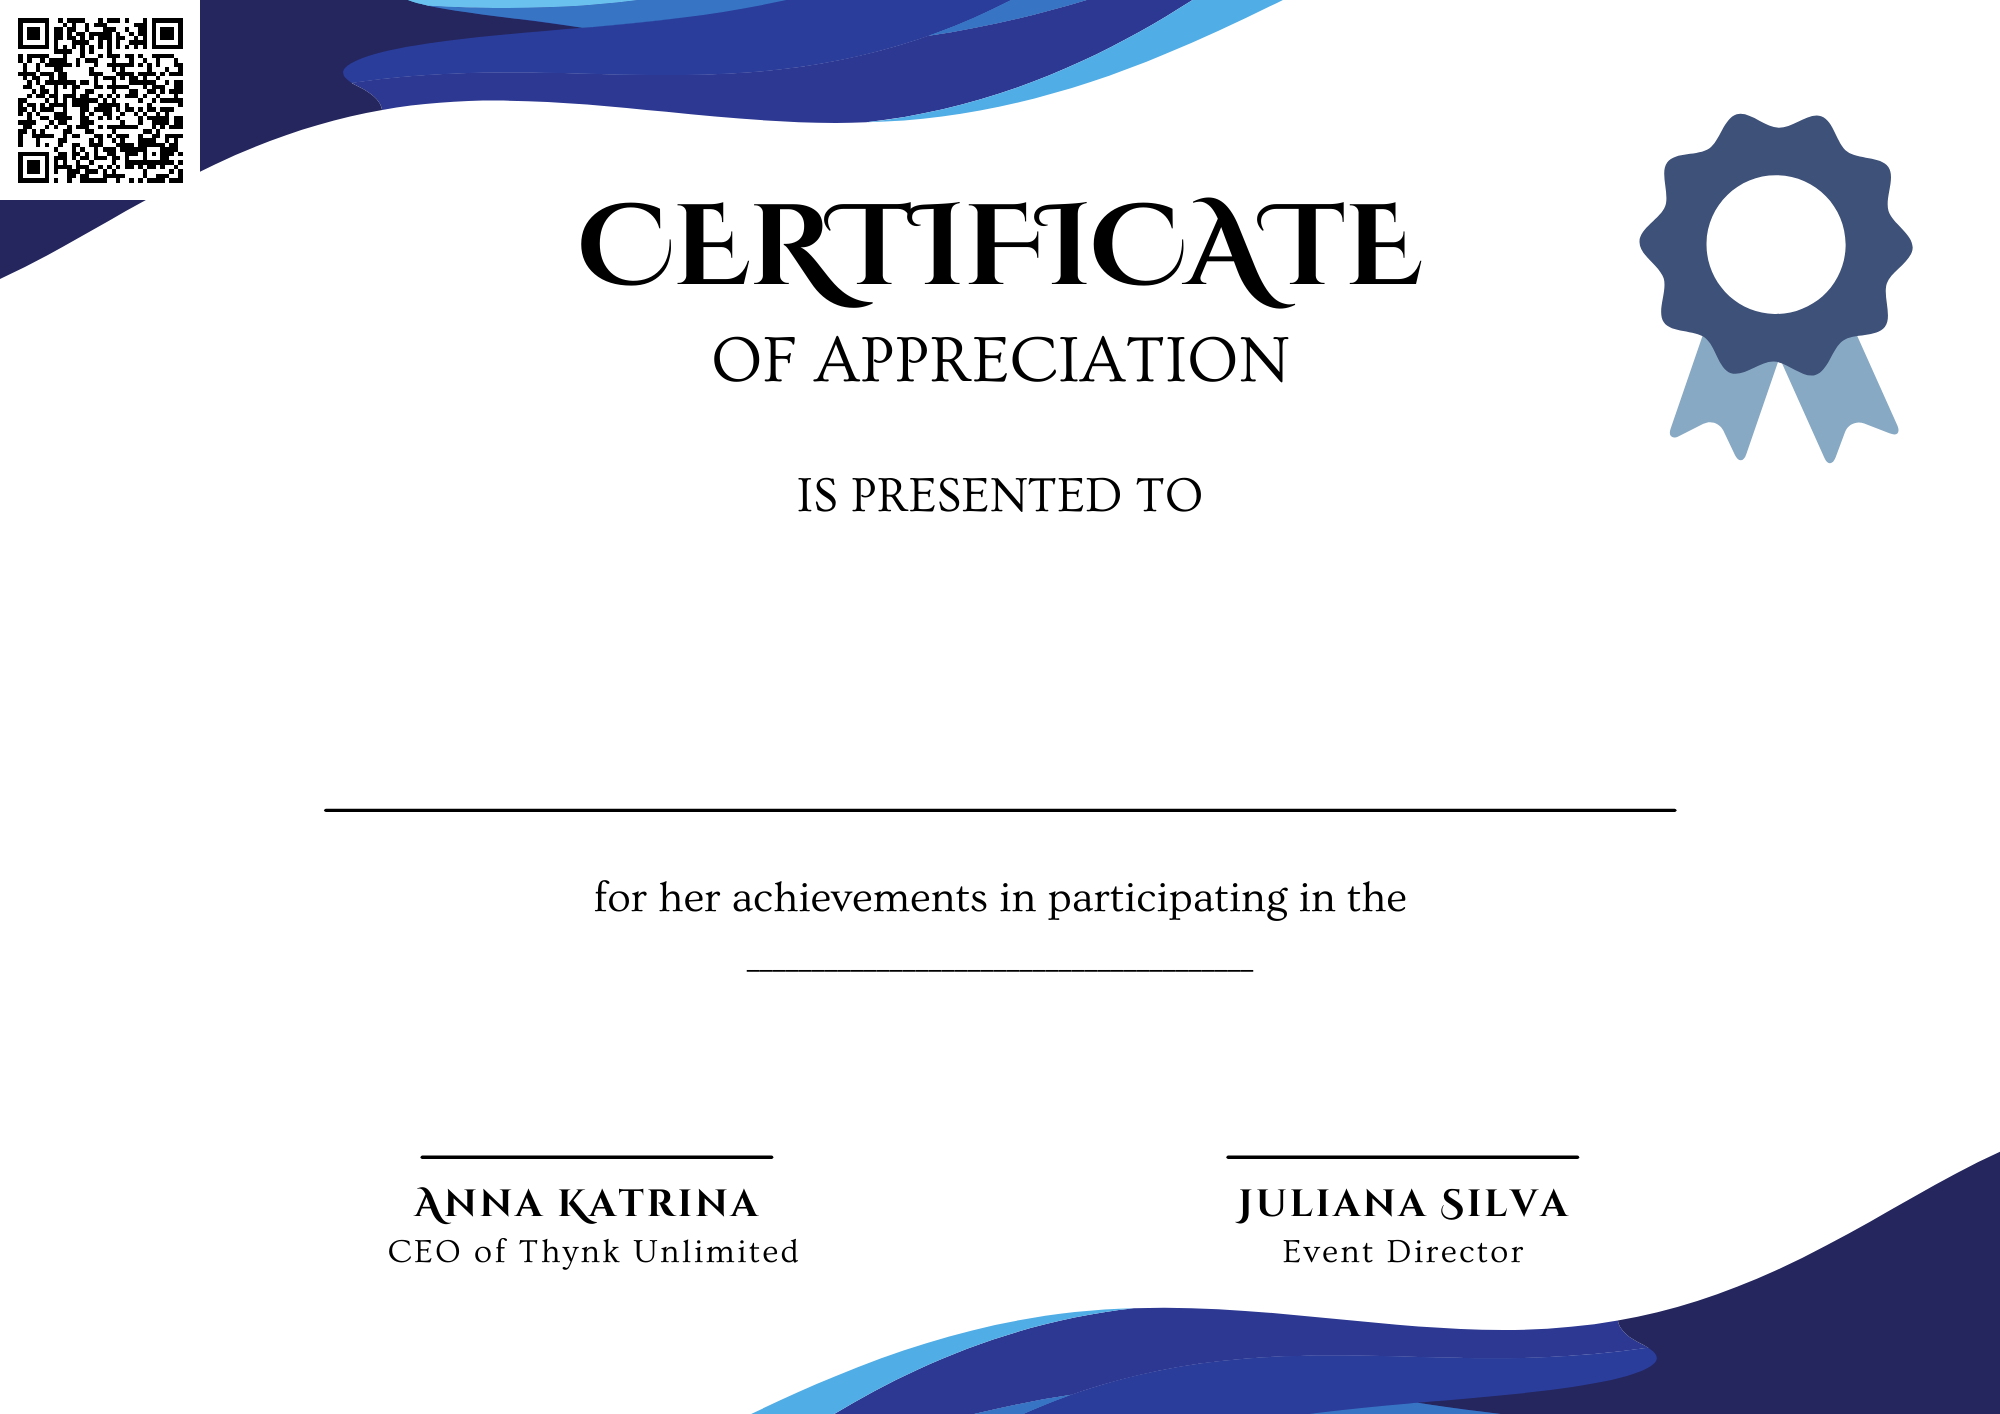 CERTIFICATE
OF APPRECIATION
IS PRESENTED TO
for her achievements in participating in the
_______________________________________
ANNA KATRINA
CEO of Thynk Unlimited
JULIANA SILVA
Event Director